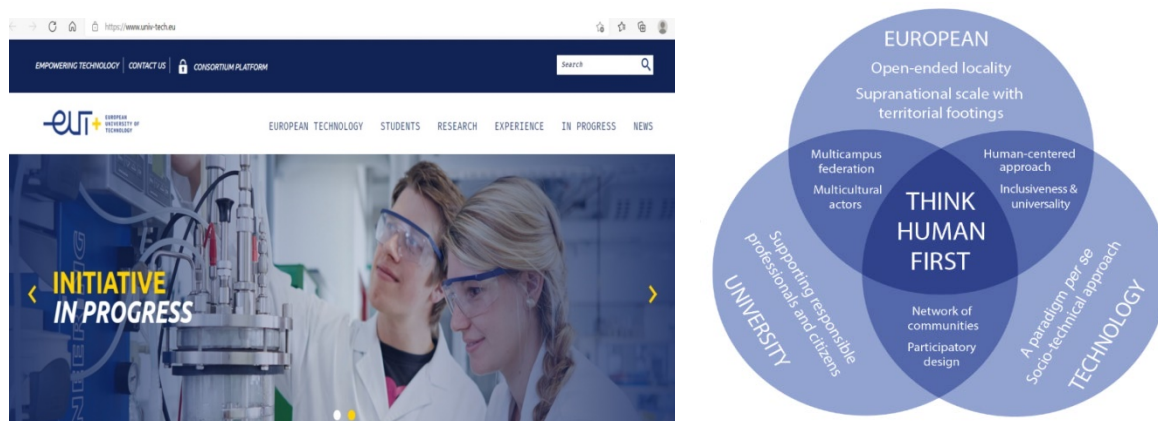 https://www.univ-tech.eu
EMPOWERING TECHNOLOGY
CONTACT US
CONSORTIUM PLATFORM
Search
EUT+
EUROPEAN
UNIVERSITY OF
TECHNOLOGY
EUROPEAN TECHNOLOGY
STUDENTS
RESEARCH
EXPERIENCE
IN PROGRESS
NEWS
INITIATIVE
IN PROGRESS
EUROPEAN
Open-ended locality
Supranational scale with
territorial footings
Multicampus
federation
Multicultural
actors
Human-centered
approach
Inclusiveness &
universality
THINK
HUMAN
FIRST
Supporting responsible
professionals and citizens
UNIVERSITY
Network of
communities
Participatory
design
A paradigm per se
Socio-technical approach
TECHNOLOGY